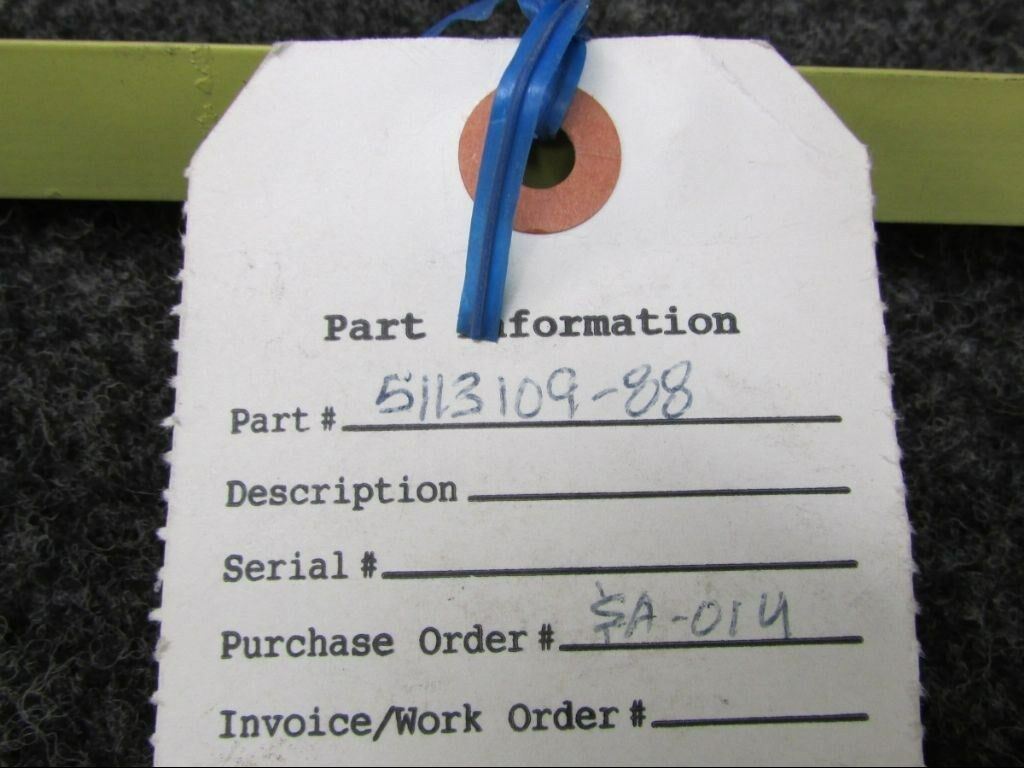 Part Information
Part # 5113109-88
Description
Serial #
Purchase Order # SA-014
Invoice/Work Order #